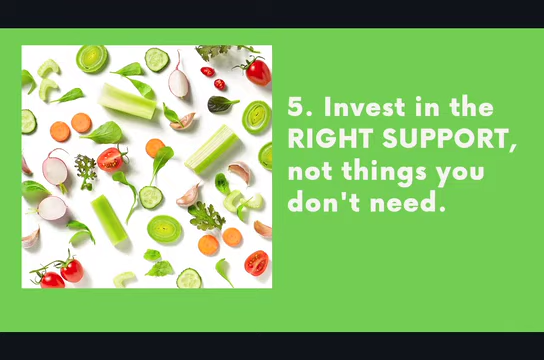 5. Invest in the
RIGHT SUPPORT,
not things you
don't need.